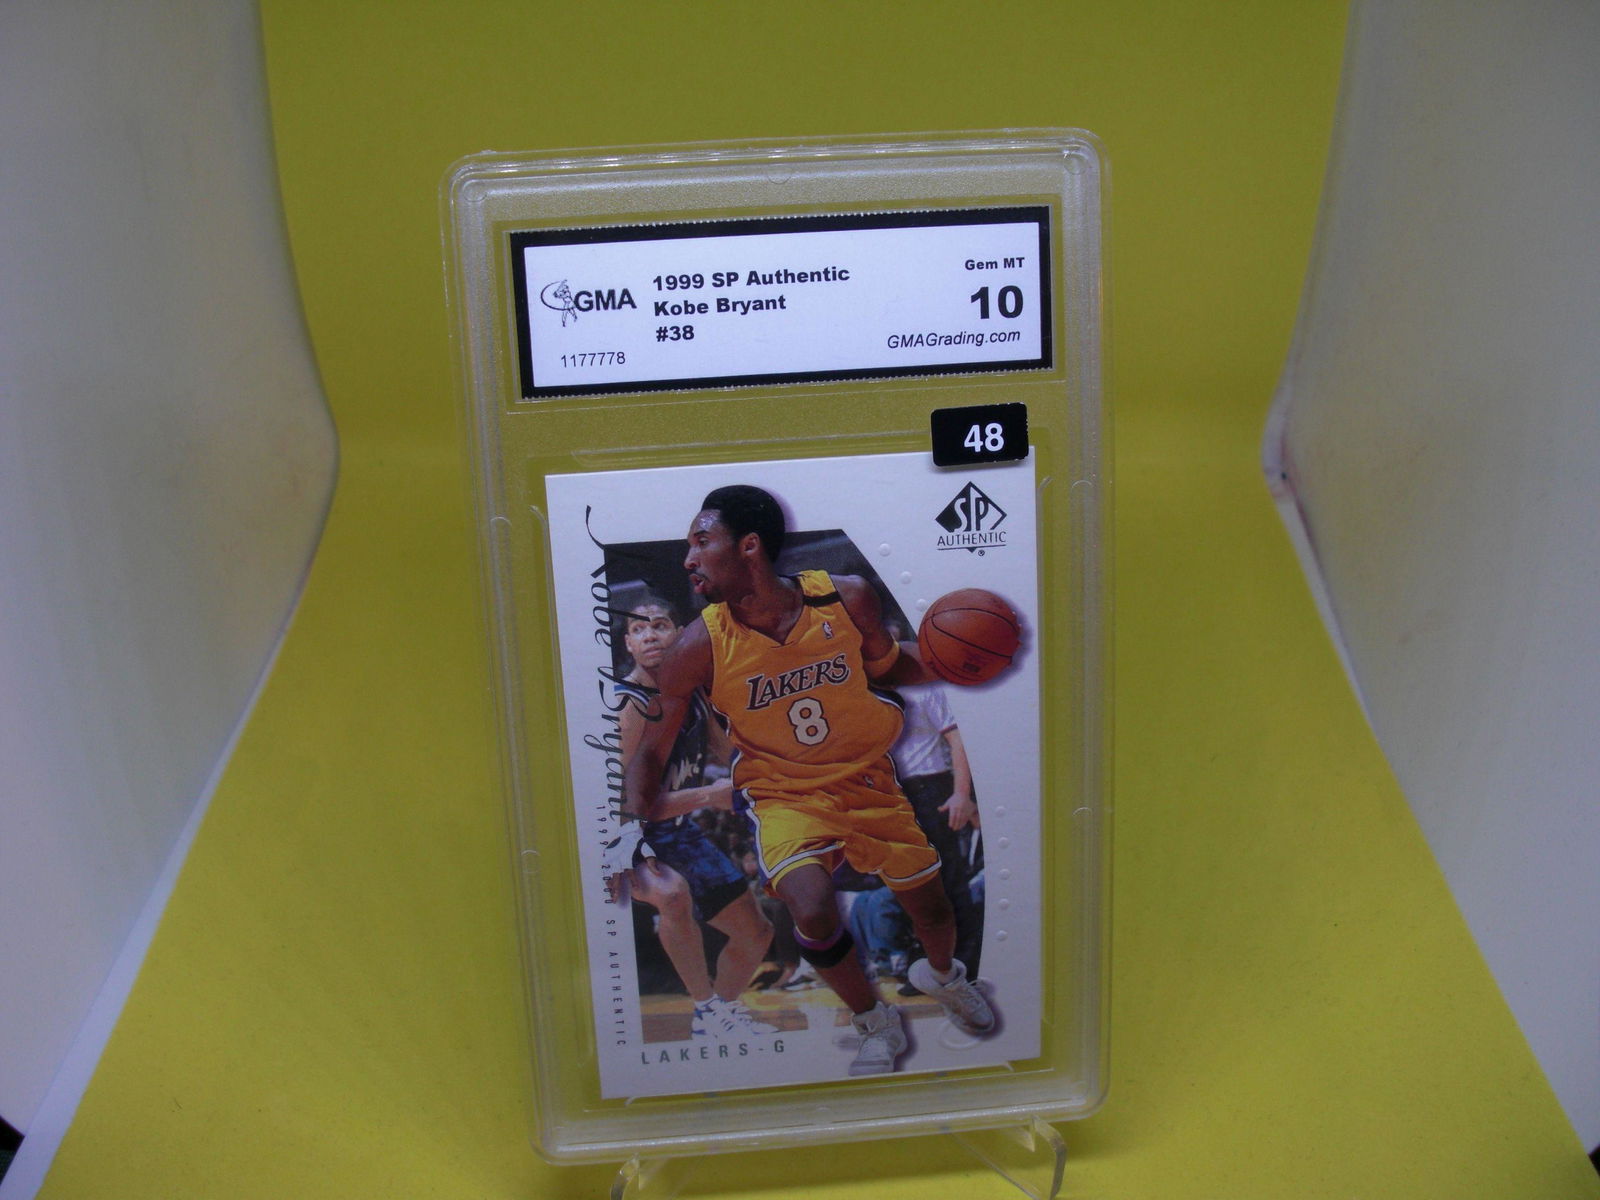 GMA
1999 SP Authentic
Kobe Bryant
#38
1177778
Gem MT
10
GMAGrading.com
48
SP
AUTHENTIC
Kobe Bryant
1999-2000 SP AUTHENTIC
LAKERS
8
LAKERS-G